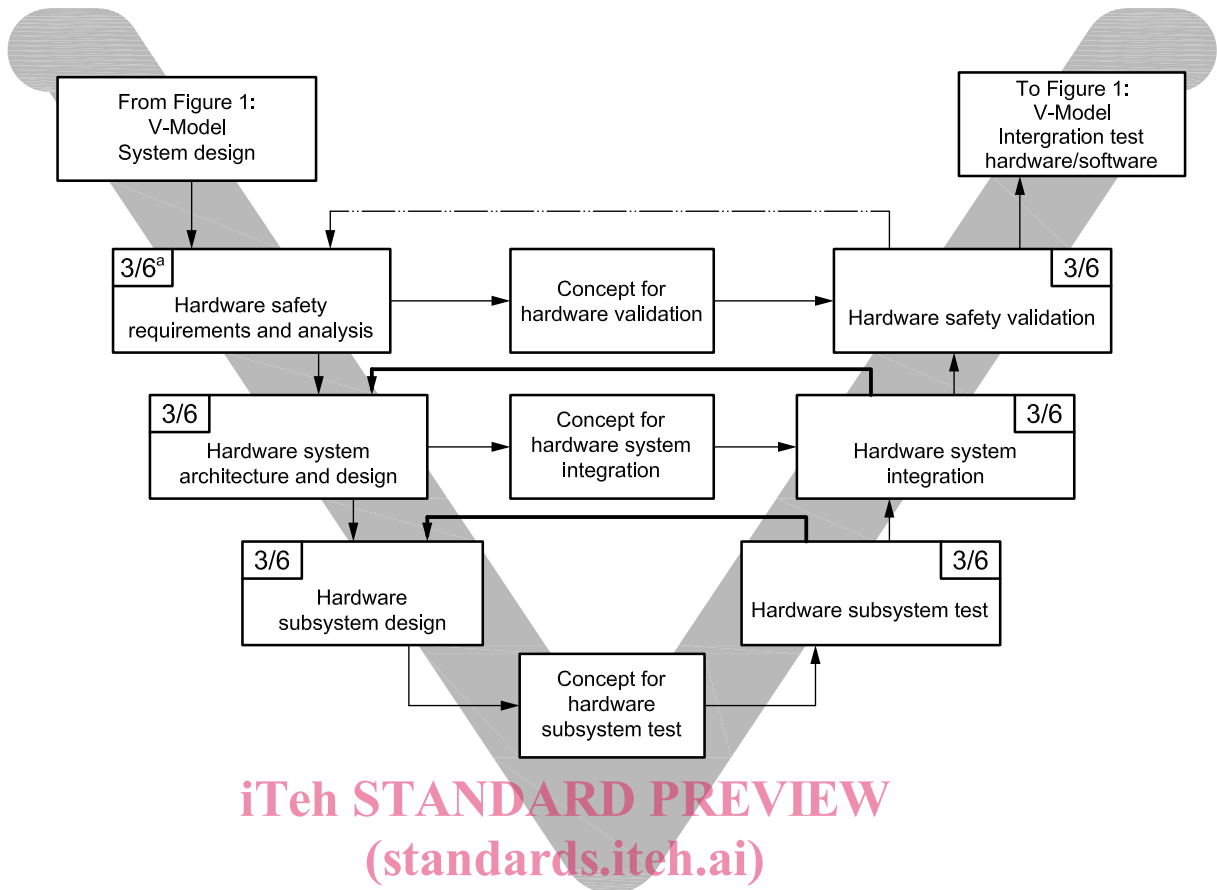 From Figure 1:
V-Model
System design
To Figure 1:
V-Model
Intergration test
hardware/software
3/6a
Hardware safety
requirements and analysis
Concept for
hardware validation
3/6
Hardware safety validation
3/6
Hardware system
architecture and design
Concept for
hardware system
integration
3/6
Hardware system
integration
3/6
Hardware
subsystem design
3/6
Hardware subsystem test
Concept for
hardware
subsystem test
iTeh STANDARD PREVIEW
(standards.iteh.ai)